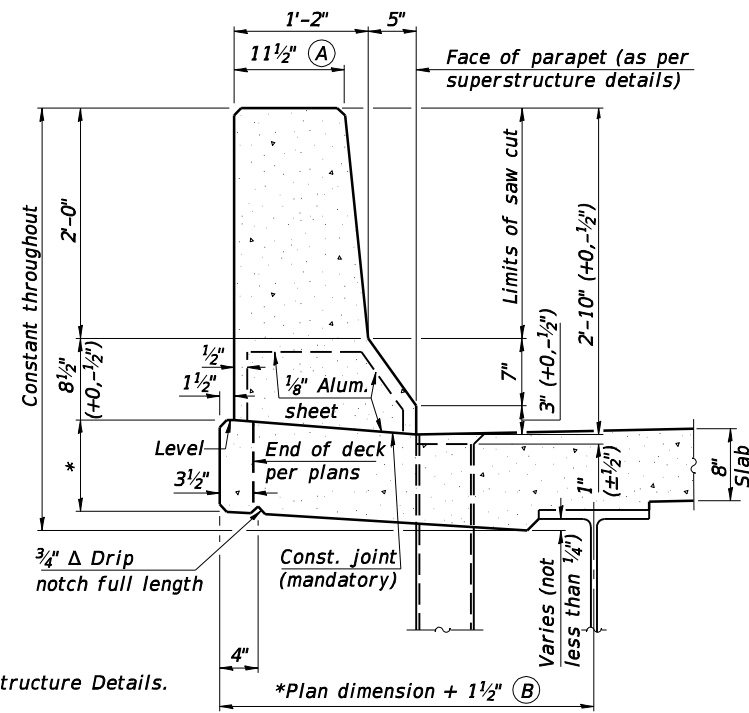 1'-2"
5"
11½" A
Face of parapet (as per
superstructure details)
Constant throughout
2'-0"
8½"
(+0,-½")
*
Limits of saw cut
7"
3" (+0,-½")
2'-10" (+0,-½")
½"
1½"
⅛" Alum.
sheet
Level
End of deck
per plans
3½"
1"
(±½")
8"
Slab
¾" Δ Drip
notch full length
Const. joint
(mandatory)
Varies (not
less than ¼")
4"
tructure Details.
*Plan dimension + 1½" B